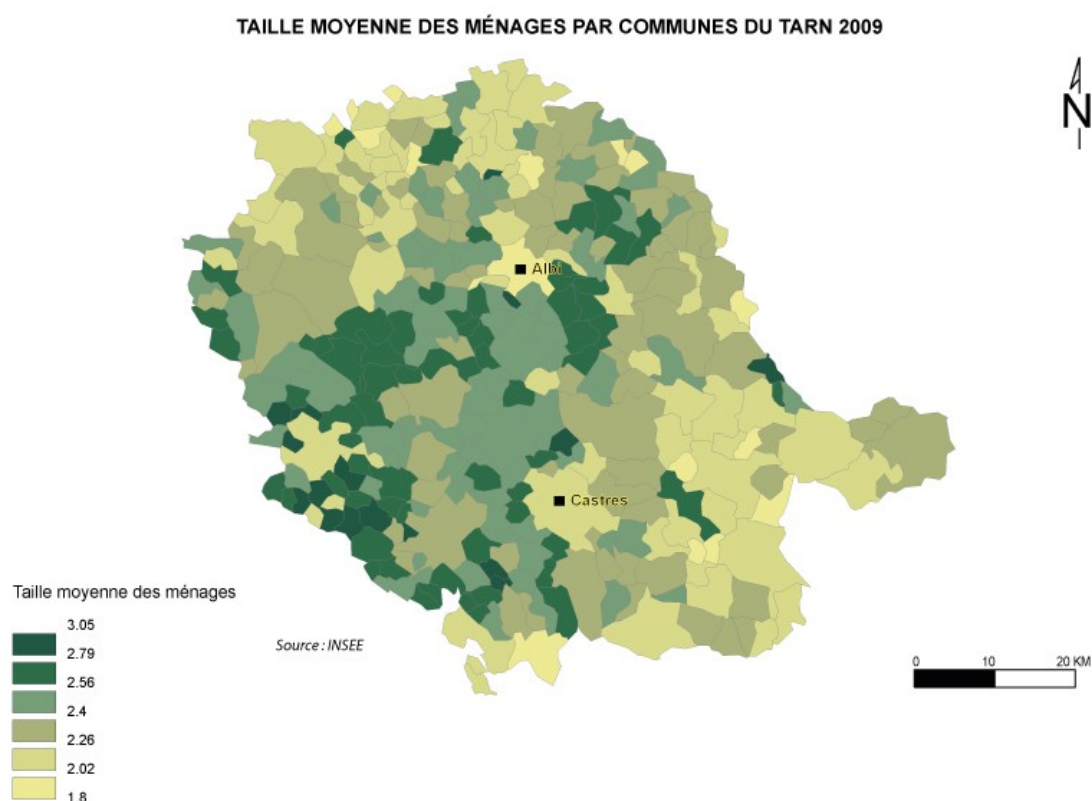 TAILLE MOYENNE DES MÉNAGES PAR COMMUNES DU TARN 2009
N
Albi
Castres
Taille moyenne des ménages
3.05
2.79
2.56
2.4
2.26
2.02
1.8
Source : INSEE
0 10 20 KM